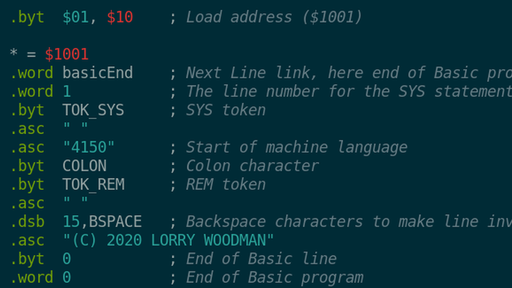 .byt $01, $10 ; Load address ($1001)
* = $1001
.word basicEnd ; Next Line link, here end of Basic pro
.word 1 ; The line number for the SYS statement
.byt TOK_SYS ; SYS token
.asc " "
.asc "4150" ; Start of machine language
.byt COLON ; Colon character
.byt TOK_REM ; REM token
.asc " "
.dsb 15,BSPACE ; Backspace characters to make line inv
.asc "(C) 2020 LORRY WOODMAN"
.byt 0 ; End of Basic line
.word 0 ; End of Basic program